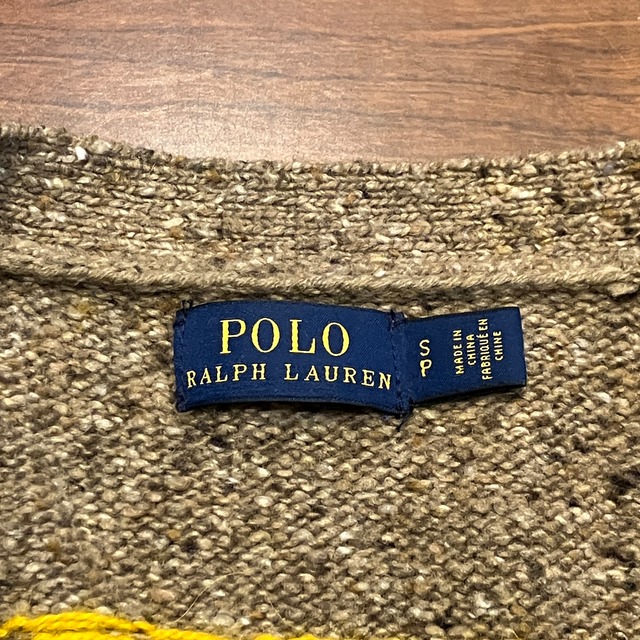 POLO
RALPH LAUREN
S
P
MADE IN
CHINA
FABRIQUÉ EN
CHINE